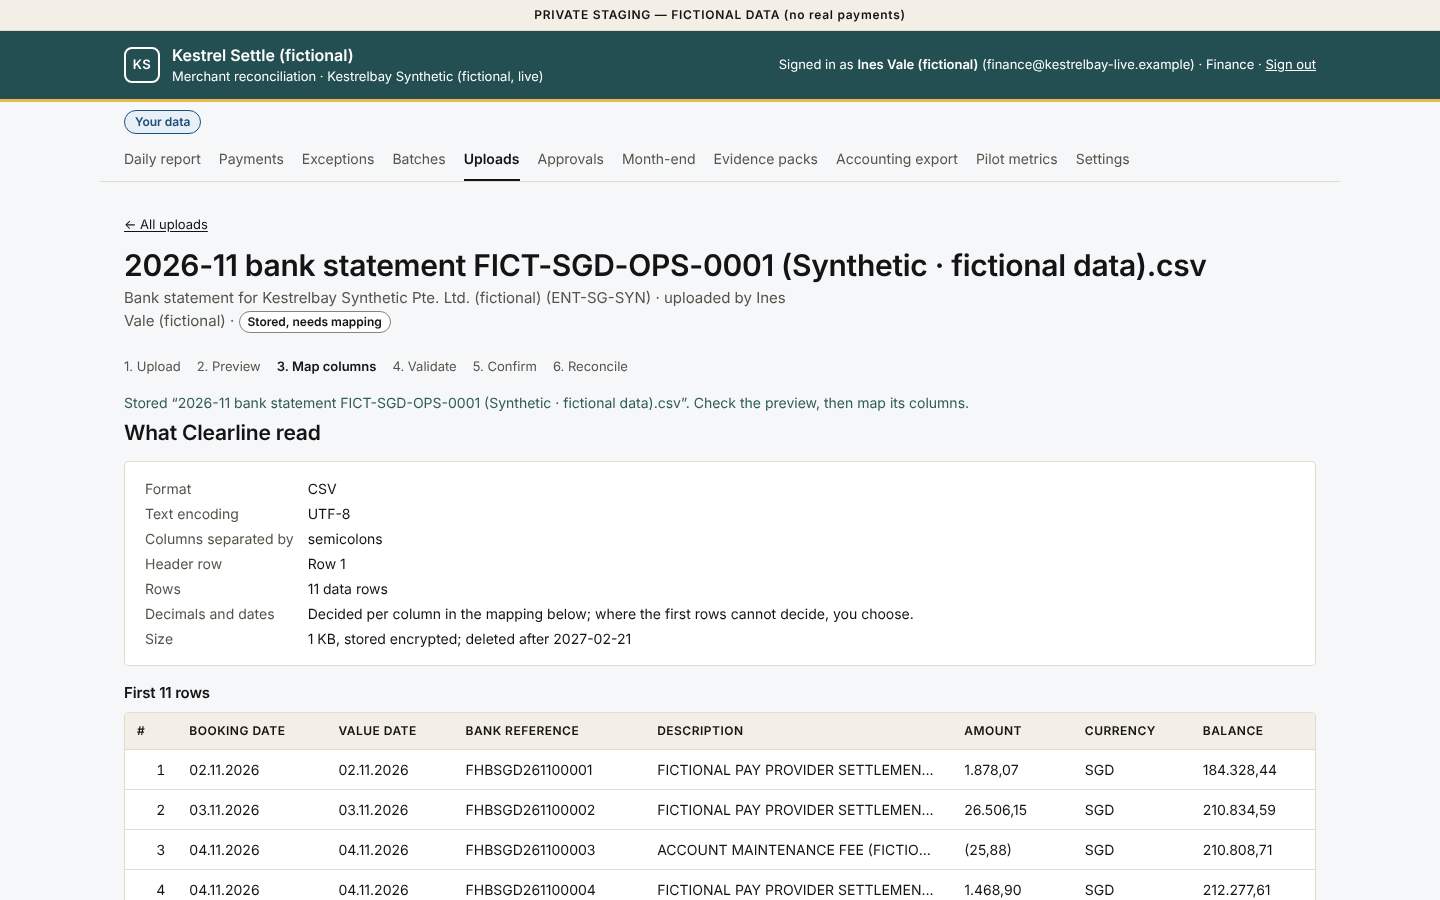 PRIVATE STAGING — FICTIONAL DATA (no real payments)
KS
Kestrel Settle (fictional)
Merchant reconciliation · Kestrelbay Synthetic (fictional, live)
Signed in as Ines Vale (fictional) (finance@kestrelbay-live.example) · Finance · Sign out
Your data
Daily report Payments Exceptions Batches Uploads Approvals Month-end Evidence packs Accounting export Pilot metrics Settings
← All uploads
2026-11 bank statement FICT-SGD-OPS-0001 (Synthetic · fictional data).csv
Bank statement for Kestrelbay Synthetic Pte. Ltd. (fictional) (ENT-SG-SYN) · uploaded by Ines
Vale (fictional) · Stored, needs mapping
1. Upload 2. Preview 3. Map columns 4. Validate 5. Confirm 6. Reconcile
Stored “2026-11 bank statement FICT-SGD-OPS-0001 (Synthetic · fictional data).csv”. Check the preview, then map its columns.
What Clearline read
Format CSV
Text encoding UTF-8
Columns separated by semicolons
Header row Row 1
Rows 11 data rows
Decimals and dates Decided per column in the mapping below; where the first rows cannot decide, you choose.
Size 1 KB, stored encrypted; deleted after 2027-02-21
First 11 rows
# BOOKING DATE VALUE DATE BANK REFERENCE DESCRIPTION AMOUNT CURRENCY BALANCE
1 02.11.2026 02.11.2026 FHBSGD261100001 FICTIONAL PAY PROVIDER SETTLEMEN… 1.878,07 SGD 184.328,44
2 03.11.2026 03.11.2026 FHBSGD261100002 FICTIONAL PAY PROVIDER SETTLEMEN… 26.506,15 SGD 210.834,59
3 04.11.2026 04.11.2026 FHBSGD261100003 ACCOUNT MAINTENANCE FEE (FICTIO… (25,88) SGD 210.808,71
4 04.11.2026 04.11.2026 FHBSGD261100004 FICTIONAL PAY PROVIDER SETTLEMEN… 1.468,90 SGD 212.277,61